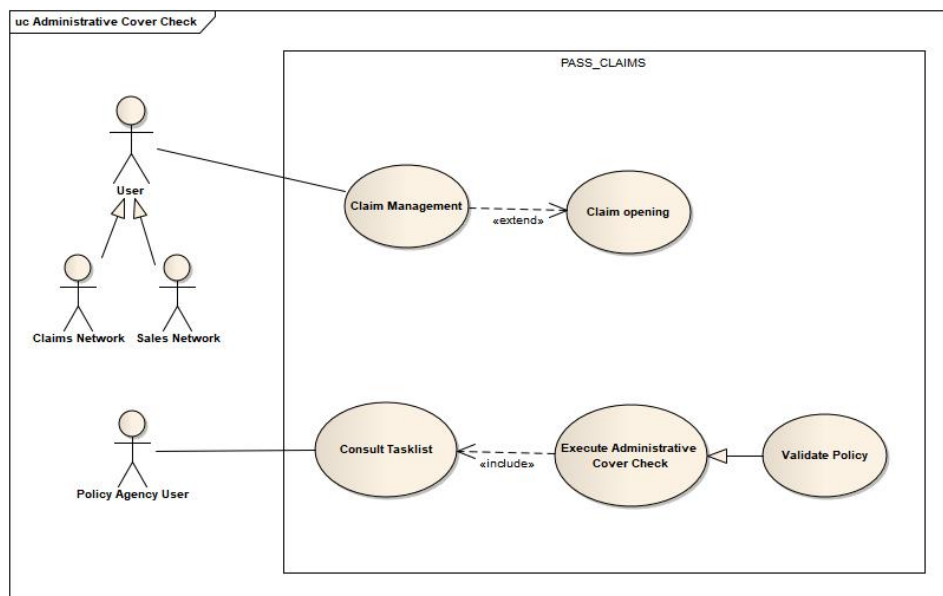 uc Administrative Cover Check
PASS_CLAIMS
User
Claim Management
«extend»
Claim opening
Claims Network
Sales Network
Policy Agency User
Consult Tasklist
«include»
Execute Administrative
Cover Check
Validate Policy